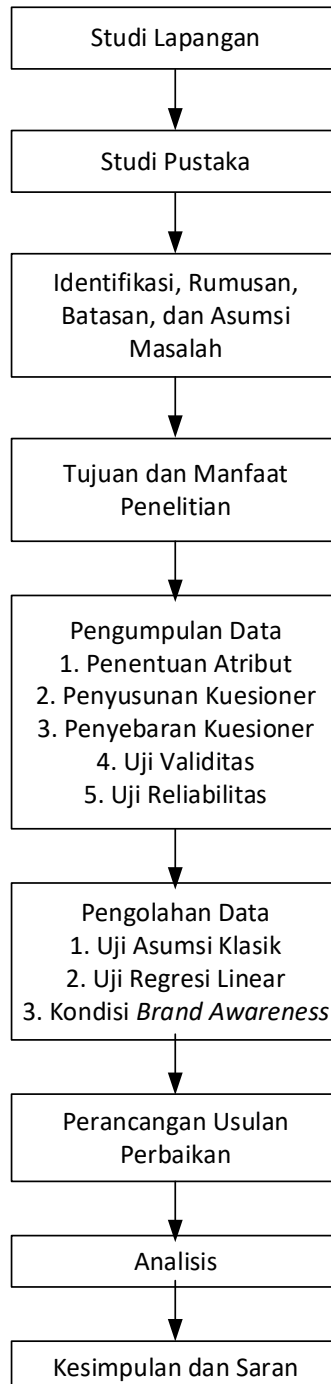 Studi Lapangan
Studi Pustaka
Identifikasi, Rumusan,
Batasan, dan Asumsi
Masalah
Tujuan dan Manfaat
Penelitian
Pengumpulan Data
1. Penentuan Atribut
2. Penyusunan Kuesioner
3. Penyebaran Kuesioner
4. Uji Validitas
5. Uji Reliabilitas
Pengolahan Data
1. Uji Asumsi Klasik
2. Uji Regresi Linear
3. Kondisi Brand Awareness
Perancangan Usulan
Perbaikan
Analisis
Kesimpulan dan Saran